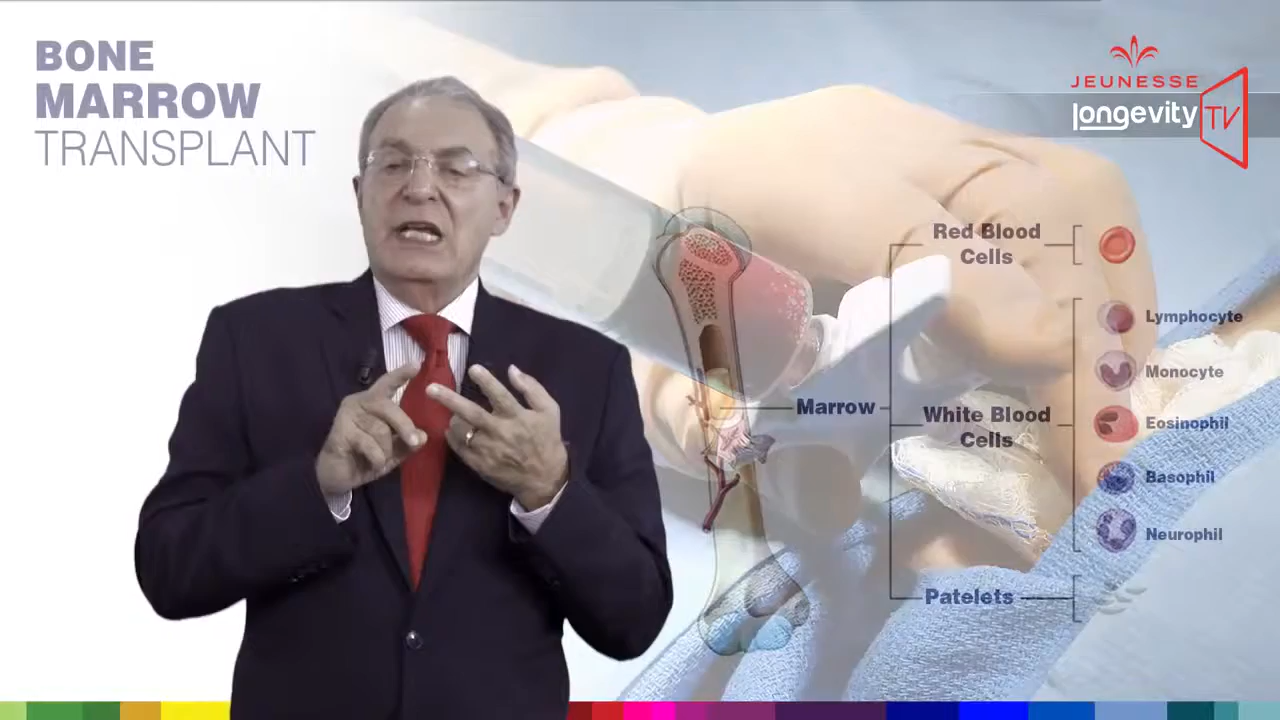 BONE
MARROW
TRANSPLANT
JEUNESSE
longevity TV
Red Blood
Cells
Lymphocyte
Monocyte
Eosinophil
Basophil
Neurophil
Marrow
White Blood
Cells
Patelets